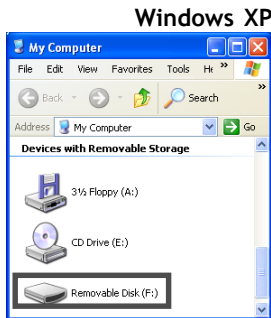 Windows XP
My Computer
File Edit View Favorites Tools He »
Back Search »
Address My Computer Go
Devices with Removable Storage
3½ Floppy (A:)
CD Drive (E:)
Removable Disk (F:)